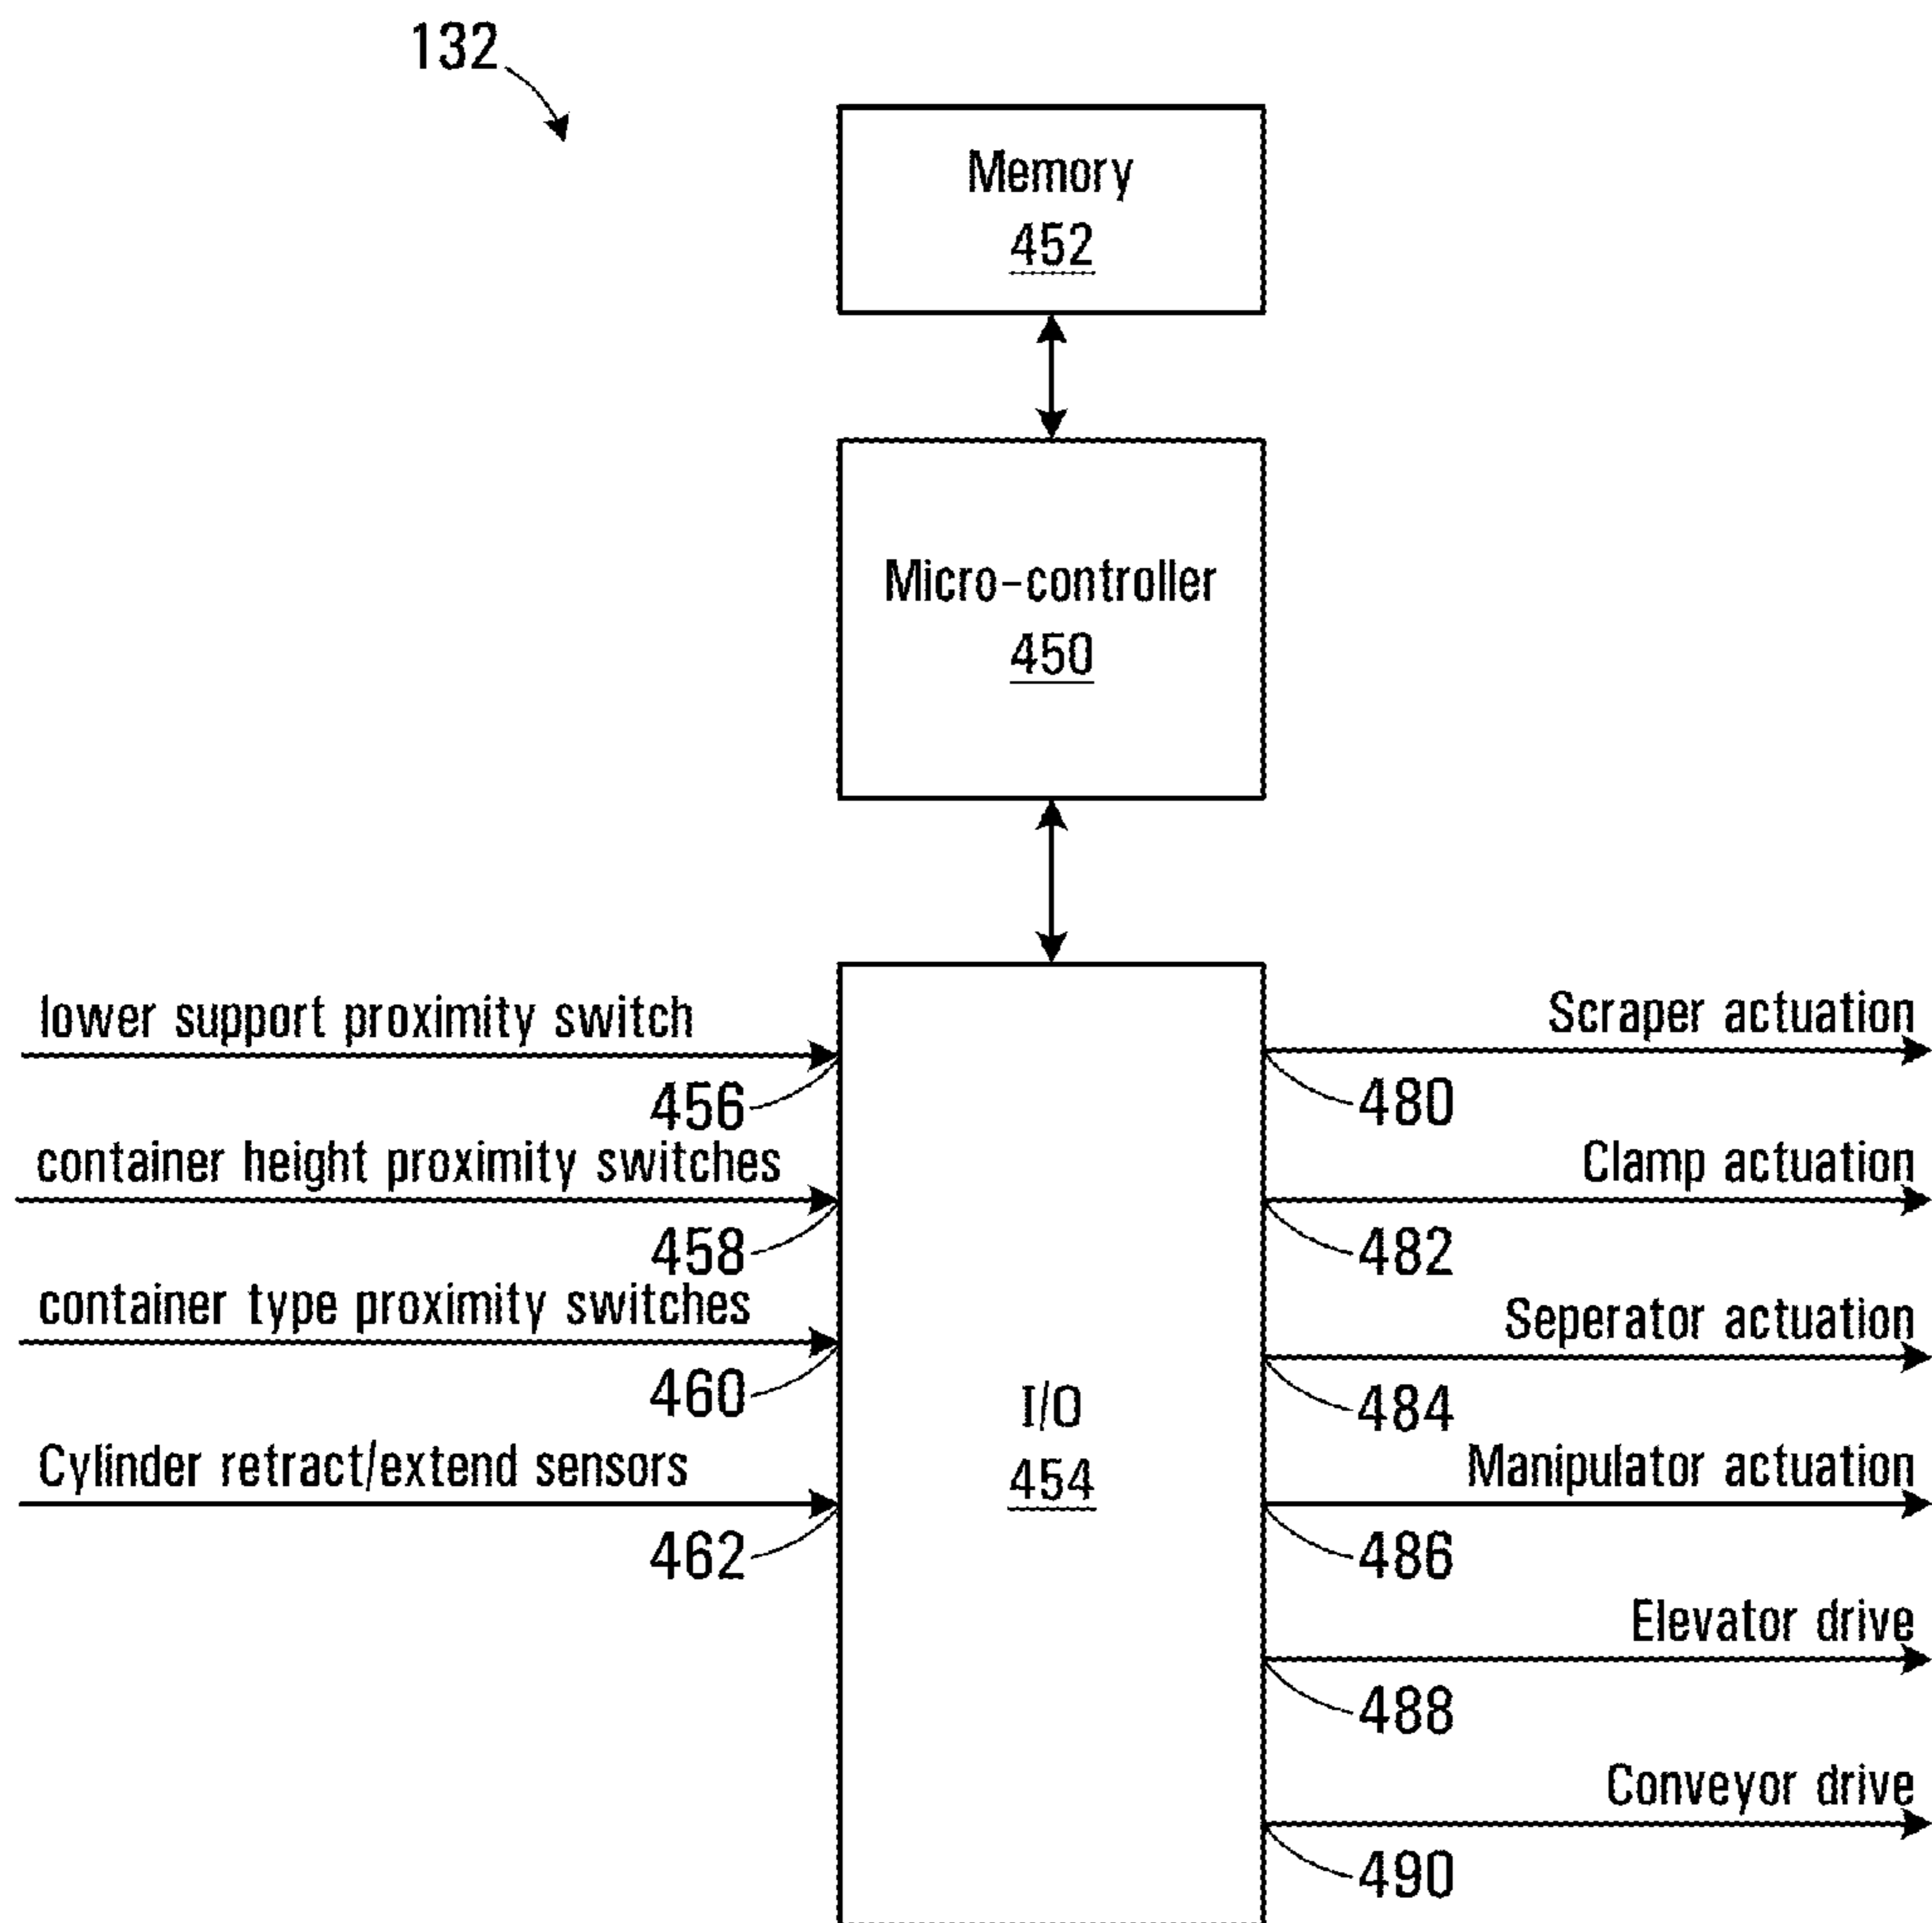 132
Memory
452
Micro-controller
450
lower support proximity switch
456
container height proximity switches
458
container type proximity switches
460
Cylinder retract/extend sensors
462
I/O
454
Scraper actuation
480
Clamp actuation
482
Seperator actuation
484
Manipulator actuation
486
Elevator drive
488
Conveyor drive
490